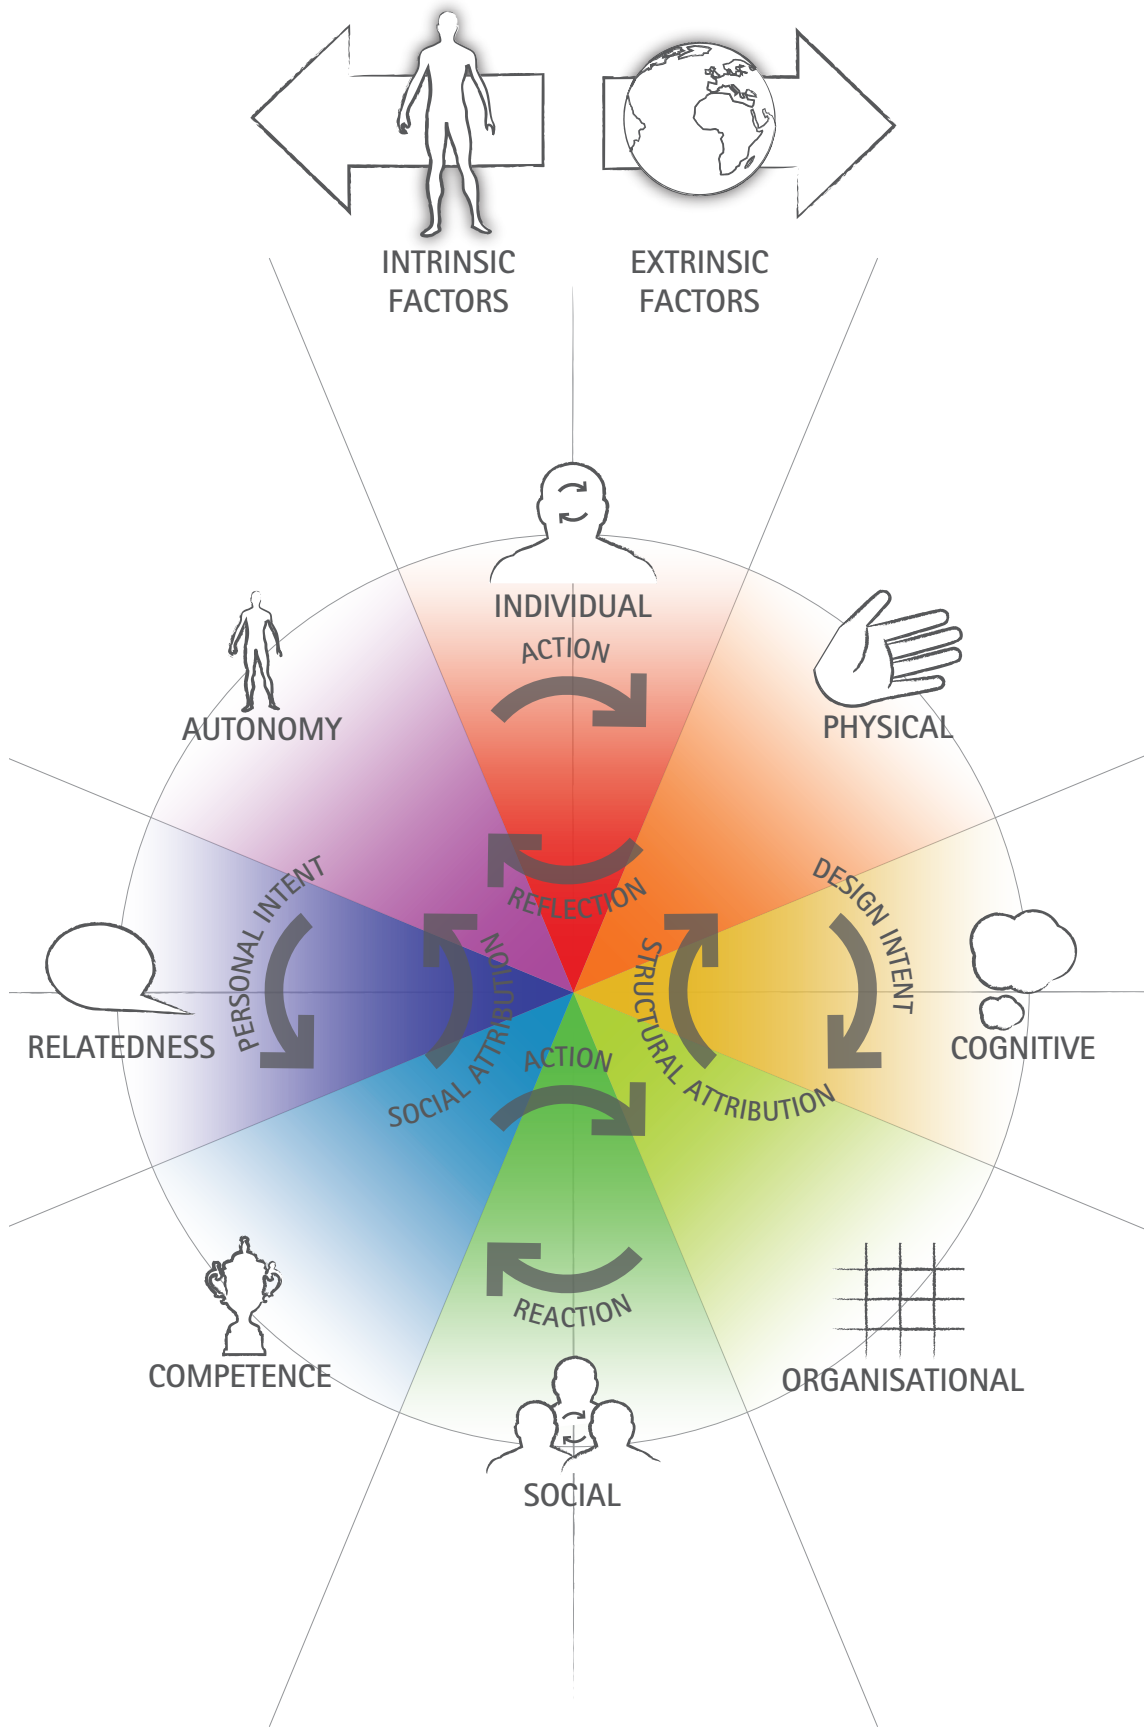 INTRINSIC
FACTORS
EXTRINSIC
FACTORS
INDIVIDUAL
ACTION
AUTONOMY
PHYSICAL
REFLECTION
PERSONAL INTENT
DESIGN INTENT
SOCIAL ATTRIBUTION
STRUCTURAL ATTRIBUTION
RELATEDNESS
COGNITIVE
ACTION
REACTION
COMPETENCE
ORGANISATIONAL
SOCIAL